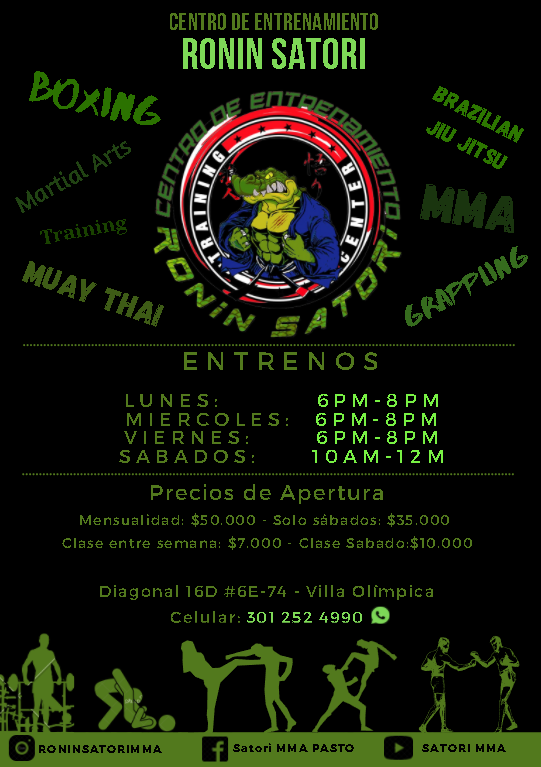 CENTRO DE ENTRENAMIENTO
RONIN SATORI
BOXING
BRAZILIAN
JIU JITSU
Martial Arts
MMA
Training
MUAY THAI
GRAPPLING
CENTRO DE ENTRENAMIENTO
TRAINING
CENTER
RONIN SATORI
ENTRENOS
LUNES: 6PM-8PM
MIERCOLES: 6PM-8PM
VIERNES: 6PM-8PM
SABADOS: 10AM-12M
Precios de Apertura
Mensualidad: $50.000 - Solo sábados: $35.000
Clase entre semana: $7.000 - Clase Sabado:$10.000
Diagonal 16D #6E-74 - Villa Olímpica
Celular: 301 252 4990
RONINSATORIMMA
Satori MMA PASTO
SATORI MMA